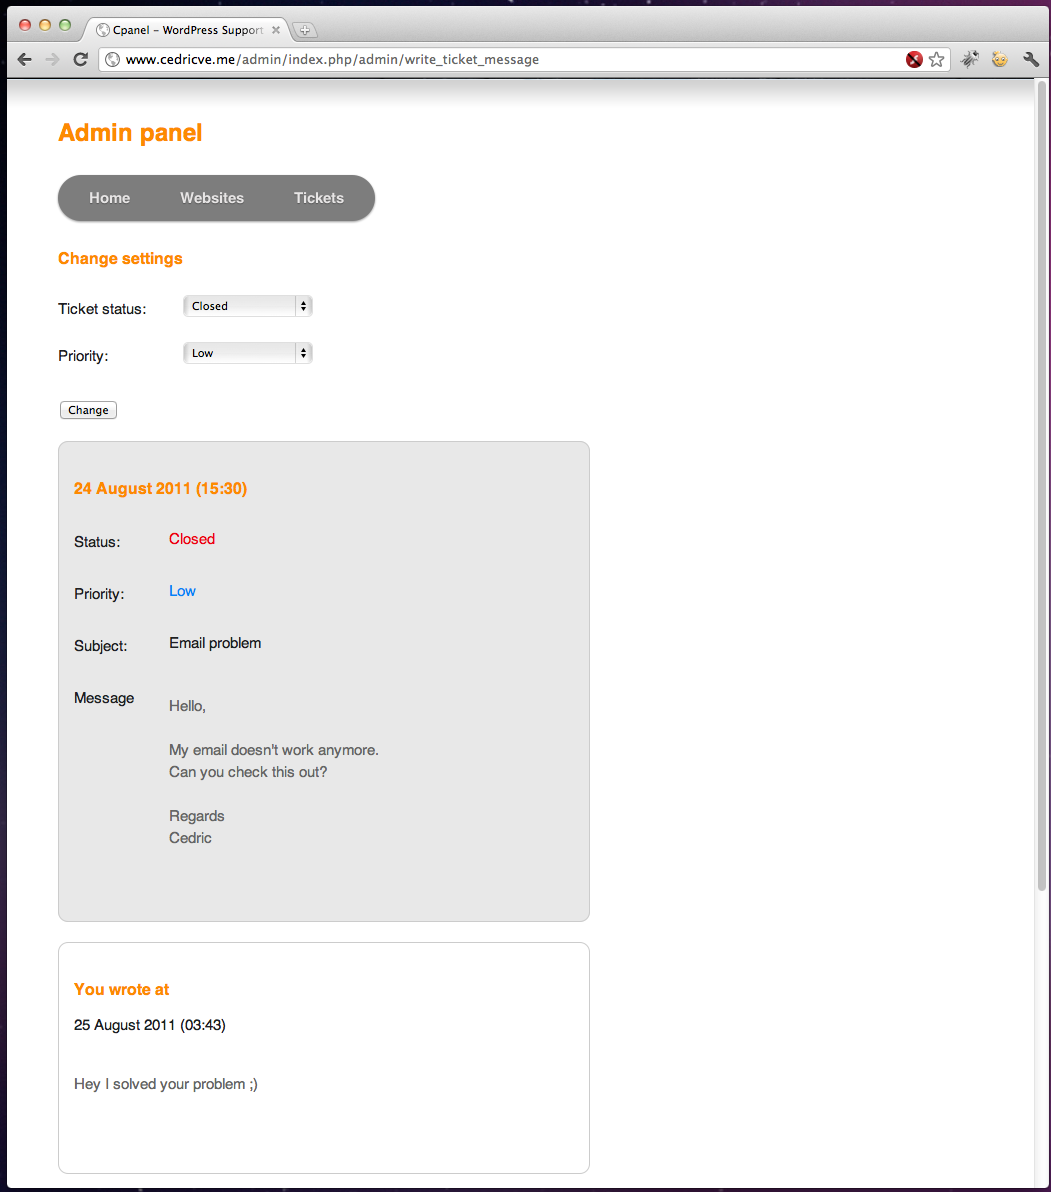 Cpanel – WordPress Support
www.cedricve.me/admin/index.php/admin/write_ticket_message
Admin panel
Home Websites Tickets
Change settings
Ticket status: Closed
Priority: Low
Change
24 August 2011 (15:30)
Status: Closed
Priority: Low
Subject: Email problem
Message
Hello,
My email doesn't work anymore.
Can you check this out?
Regards
Cedric
You wrote at
25 August 2011 (03:43)
Hey I solved your problem ;)